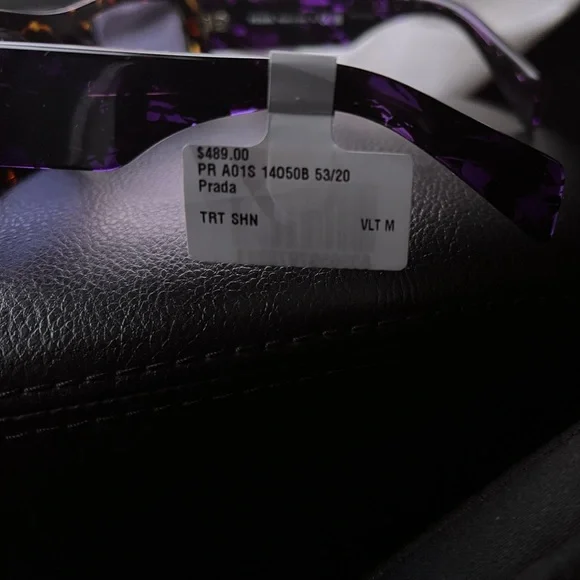 $489.00
PR A01S 14O50B 53/20
Prada
TRT SHN VLT M